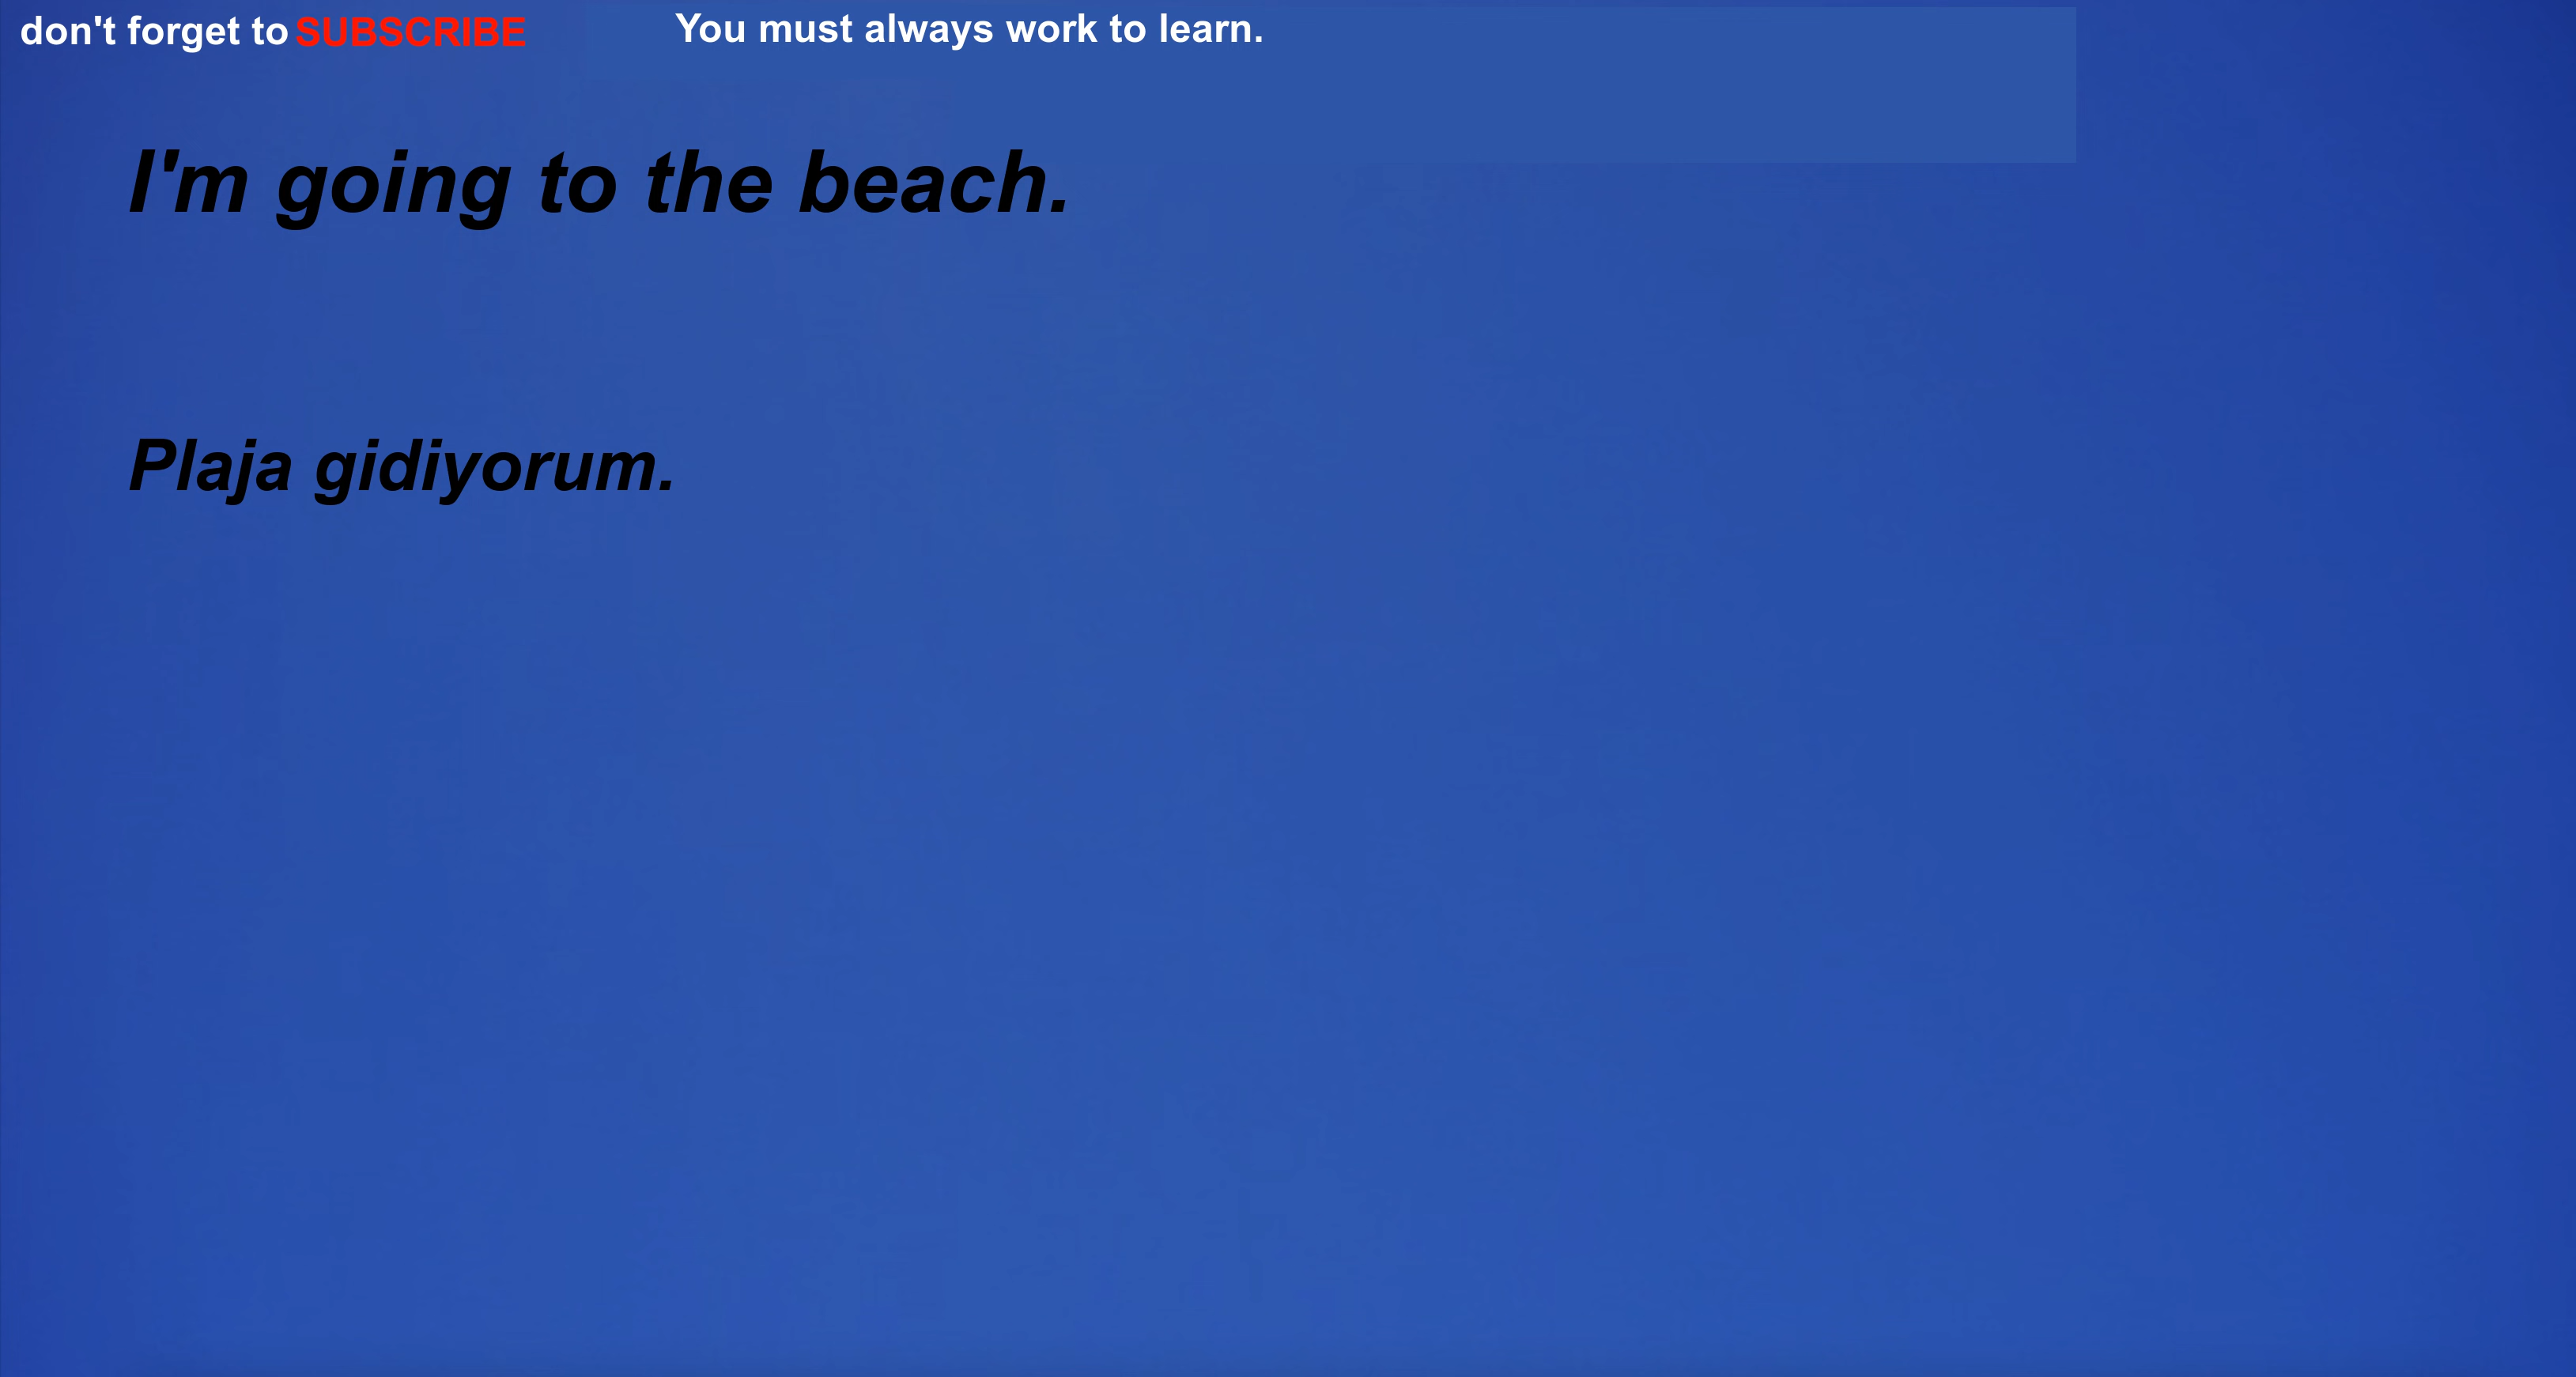 don't forget to SUBSCRIBE
You must always work to learn.
I'm going to the beach.
Plaja gidiyorum.